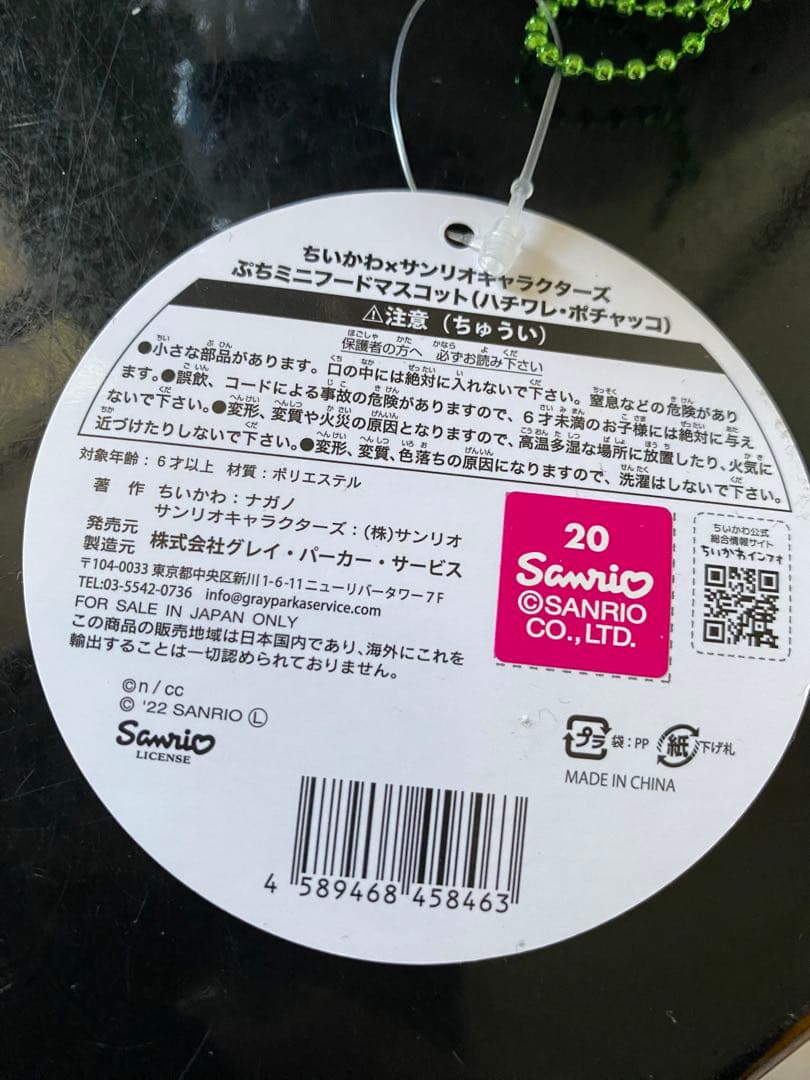 ちいかわ×サンリオキャラクターズ
ぷちミニフードマスコット(ハチワレ・ポチャッコ)
⚠注意(ちゅうい)
保護者の方へ 必ずお読み下さい
●小さな部品があります。口の中には絶対に入れないで下さい。窒息などの危険があり
ます。●誤飲、コードによる事故の危険がありますので、6才未満のお子様には絶対に与え
ないで下さい。●変形、変質や火災の原因となりますので、高温多湿な場所に放置したり、火気に
近づけたりしないで下さい。●変形、変質、色落ちの原因になりますので、洗濯はしないで下さい。
対象年齢:6才以上 材質:ポリエステル
著 作 ちいかわ:ナガノ
サンリオキャラクターズ:(株)サンリオ
発売元
製造元 株式会社グレイ・パーカー・サービス
〒104-0033 東京都中央区新川1-6-11ニューリバータワー7F
TEL:03-5542-0736 info@grayparkaservice.com
FOR SALE IN JAPAN ONLY
この商品の販売地域は日本国内であり、海外にこれを
輸出することは一切認められておりません。
20
Sanrio
©SANRIO
CO.,LTD.
ちいかわ公式
総合情報サイト
ちいかわインフォ
©n / cc
© '22 SANRIO Ⓛ
Sanrio
LICENSE
プラ 袋:PP 紙 下げ札
MADE IN CHINA
4 589468 458463